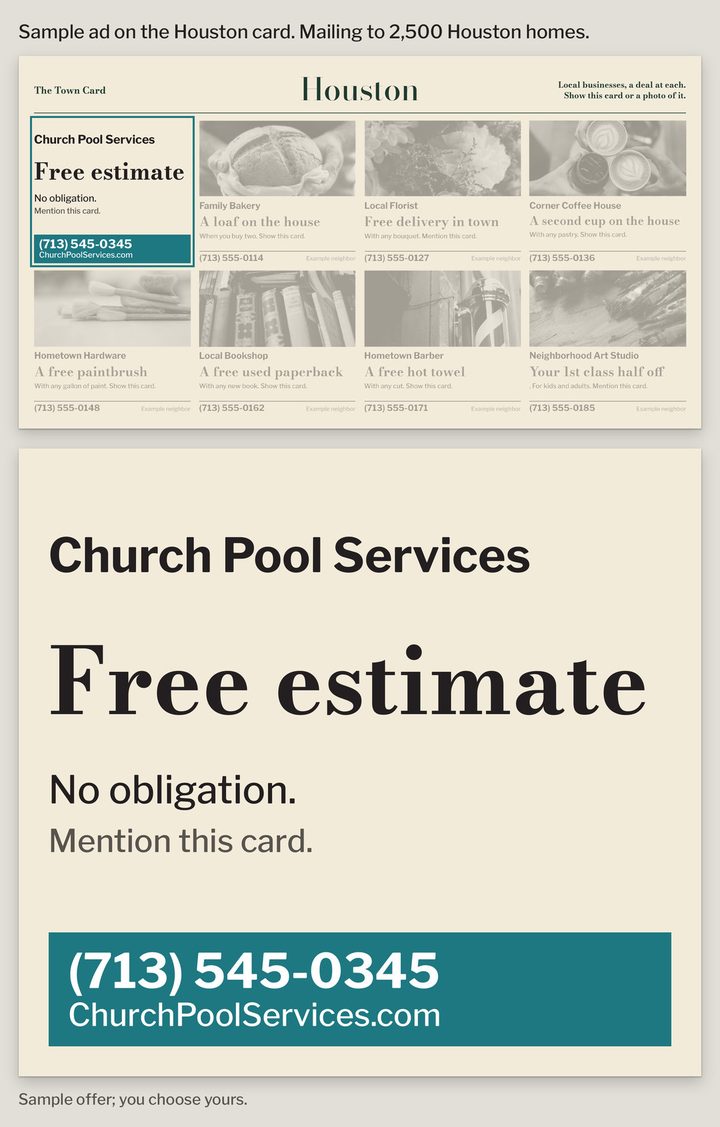 Sample ad on the Houston card. Mailing to 2,500 Houston homes.
The Town Card
Houston
Local businesses, a deal at each.
Show this card or a photo of it.
Church Pool Services
Free estimate
No obligation.
Mention this card.
(713) 545-0345
ChurchPoolServices.com
Family Bakery
A loaf on the house
When you buy two. Show this card.
(713) 555-0114
Example neighbor
Local Florist
Free delivery in town
With any bouquet. Mention this card.
(713) 555-0127
Example neighbor
Corner Coffee House
A second cup on the house
With any pastry. Show this card.
(713) 555-0136
Example neighbor
Hometown Hardware
A free paintbrush
With any gallon of paint. Show this card.
(713) 555-0148
Example neighbor
Local Bookshop
A free used paperback
With any new book. Show this card.
(713) 555-0162
Example neighbor
Hometown Barber
A free hot towel
With any cut. Show this card.
(713) 555-0171
Example neighbor
Neighborhood Art Studio
Your 1st class half off
For kids and adults. Mention this card.
(713) 555-0185
Example neighbor
Church Pool Services
Free estimate
No obligation.
Mention this card.
(713) 545-0345
ChurchPoolServices.com
Sample offer; you choose yours.